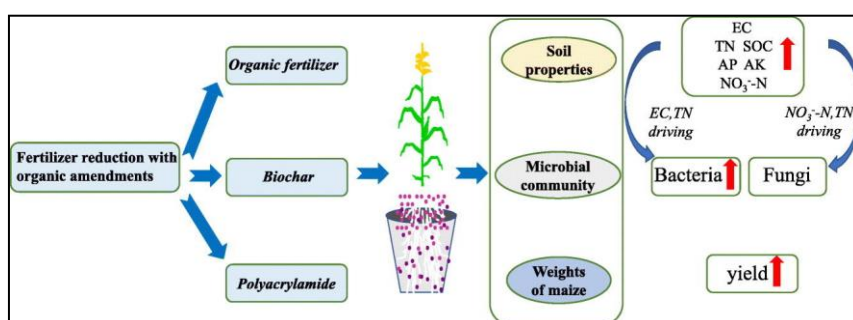 Fertilizer reduction with
organic amendments
Organic fertilizer
Biochar
Polyacrylamide
Soil
properties
Microbial
community
Weights
of maize
EC
TN SOC
AP AK
NO₃⁻-N
EC,TN
driving
NO₃⁻-N,TN
driving
Bacteria
Fungi
yield